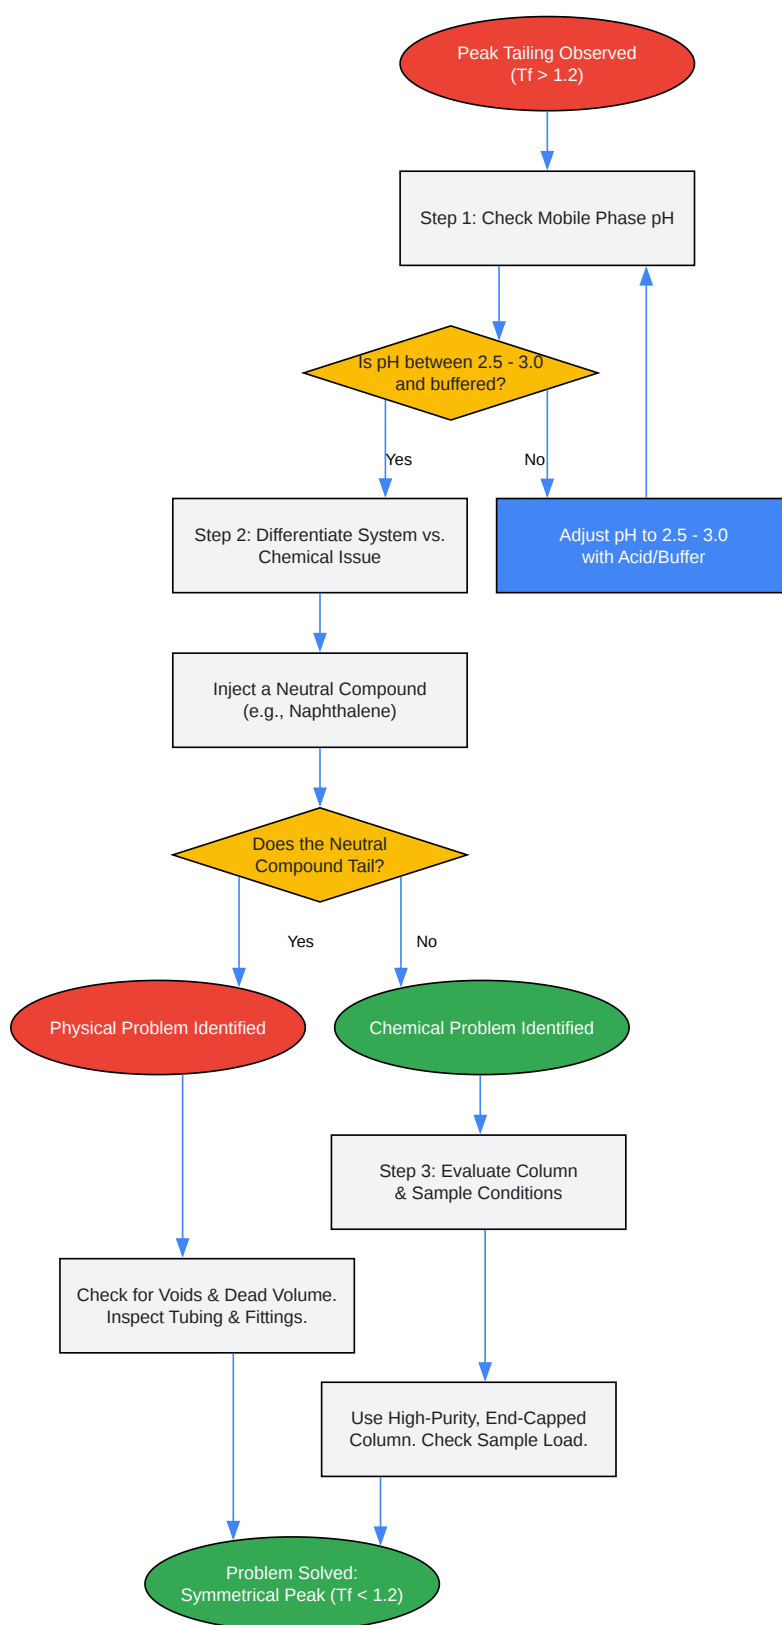 Peak Tailing Observed
(Tf > 1.2)
Step 1: Check Mobile Phase pH
Is pH between 2.5 - 3.0
and buffered?
Yes
No
Step 2: Differentiate System vs.
Chemical Issue
Adjust pH to 2.5 - 3.0
with Acid/Buffer
Inject a Neutral Compound
(e.g., Naphthalene)
Does the Neutral
Compound Tail?
Yes
No
Physical Problem Identified
Chemical Problem Identified
Step 3: Evaluate Column
& Sample Conditions
Check for Voids & Dead Volume.
Inspect Tubing & Fittings.
Use High-Purity, End-Capped
Column. Check Sample Load.
Problem Solved:
Symmetrical Peak (Tf < 1.2)